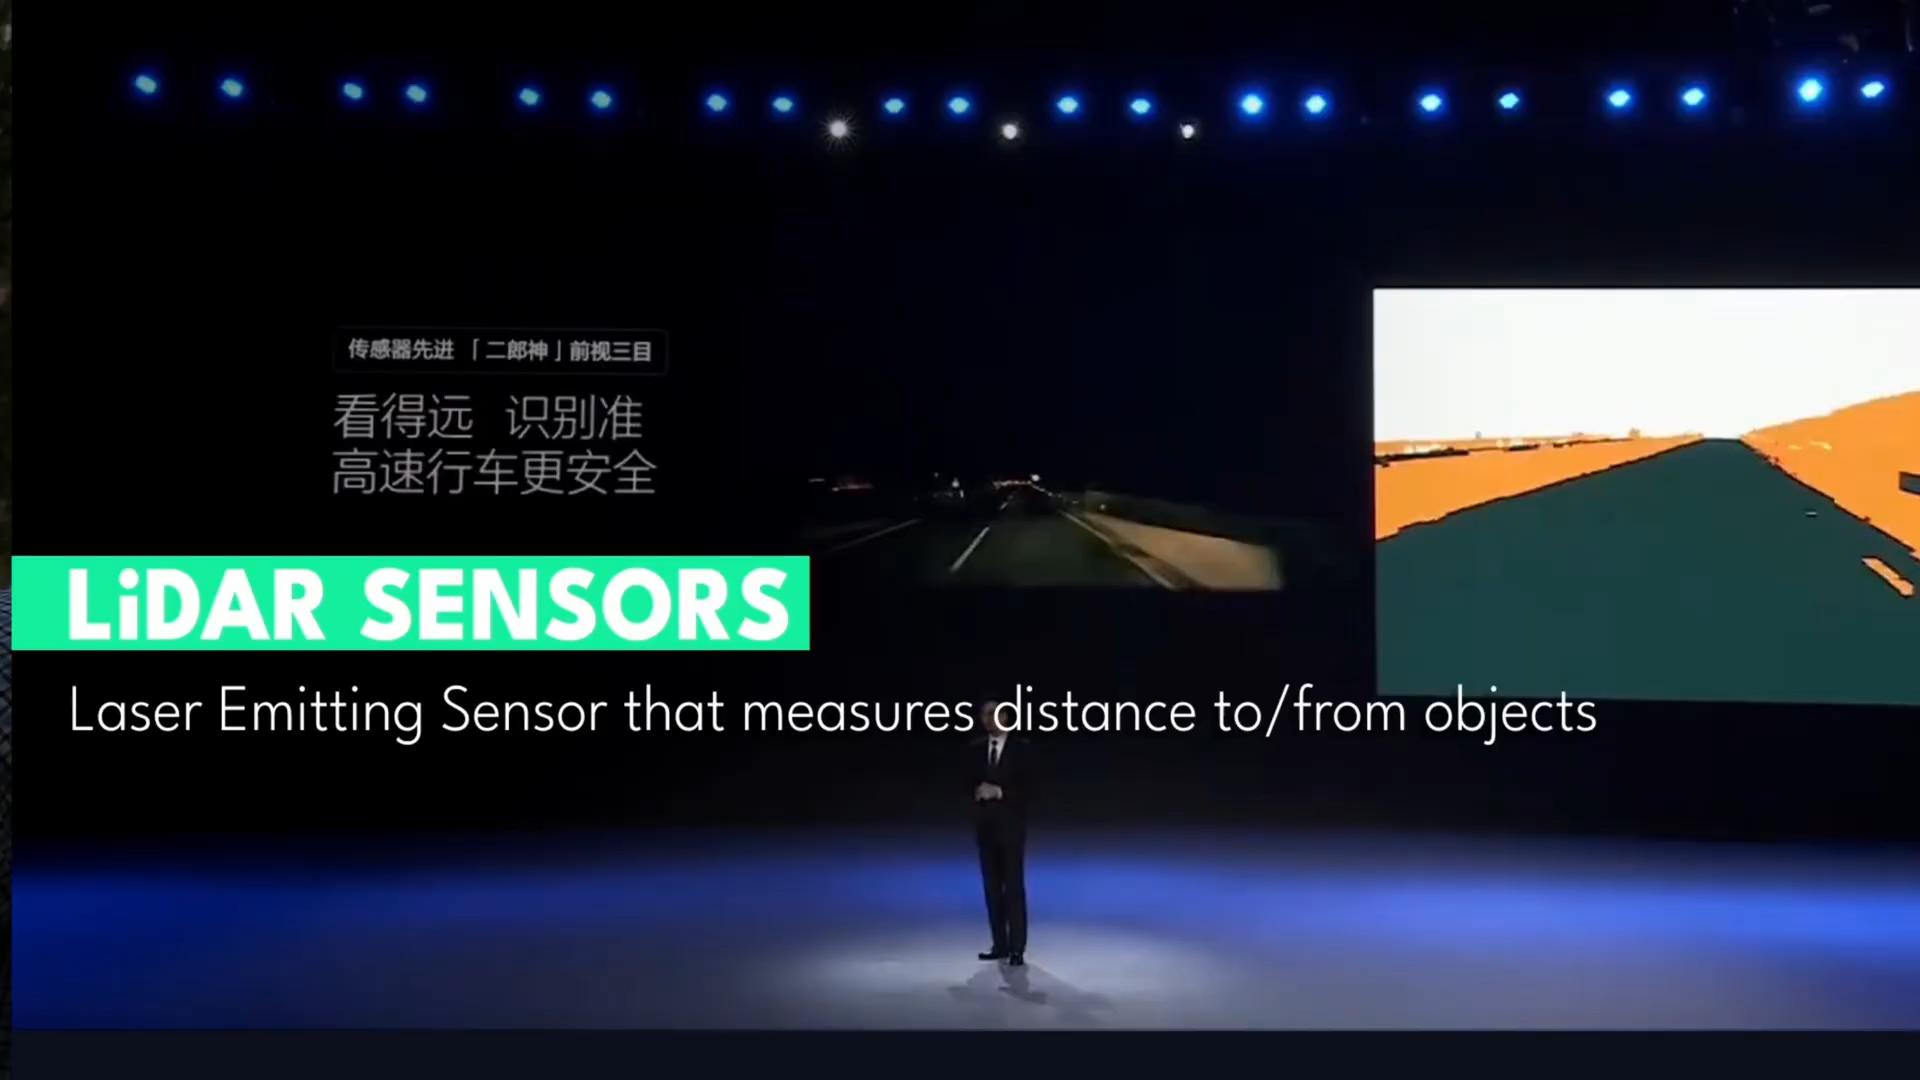 传感器先进「二郎神」前视三目
看得远 识别准
高速行车更安全
LiDAR SENSORS
Laser Emitting Sensor that measures distance to/from objects